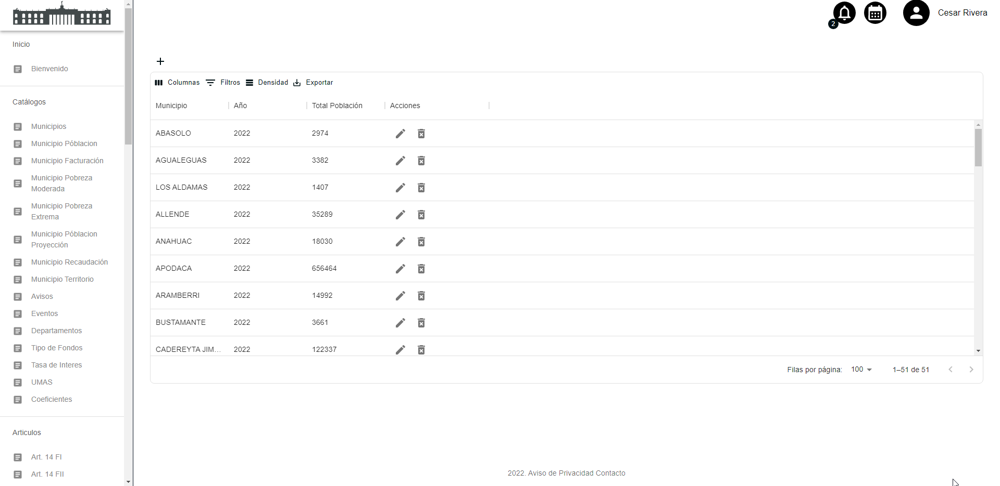 2
Cesar Rivera
Inicio
Bienvenido
Catálogos
Municipios
Municipio Póblacion
Municipio Facturación
Municipio Pobreza
Moderada
Municipio Pobreza
Extrema
Municipio Póblacion
Proyección
Municipio Recaudación
Municipio Territorio
Avisos
Eventos
Departamentos
Tipo de Fondos
Tasa de Interes
UMAS
Coeficientes
Articulos
Art. 14 FI
Art. 14 FII
Columnas Filtros Densidad Exportar
Municipio Año Total Población Acciones
ABASOLO 2022 2974
AGUALEGUAS 2022 3382
LOS ALDAMAS 2022 1407
ALLENDE 2022 35289
ANAHUAC 2022 18030
APODACA 2022 656464
ARAMBERRI 2022 14992
BUSTAMANTE 2022 3661
CADEREYTA JIM... 2022 122337
Filas por página: 100 1–51 de 51
2022. Aviso de Privacidad Contacto